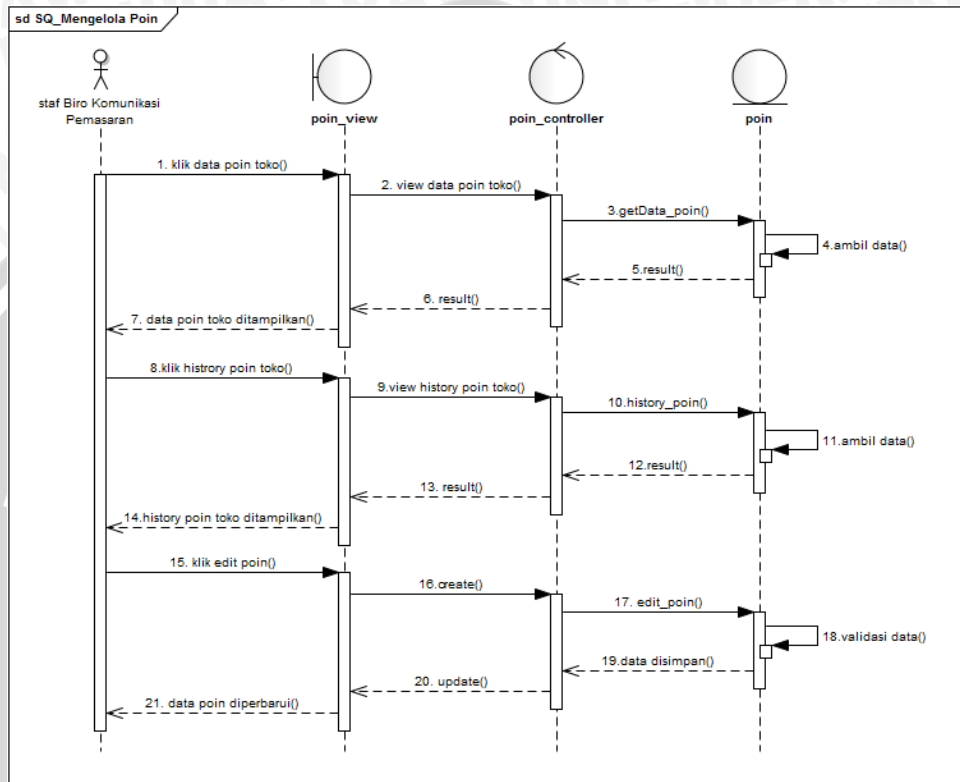 sd SQ_Mengelola Poin
staf Biro Komunikasi
Pemasaran
poin_view
poin_controller
poin
1. klik data poin toko()
2. view data poin toko()
3.getData_poin()
4.ambil data()
5.result()
6. result()
7. data poin toko ditampilkan()
8.klik histrory poin toko()
9.view history poin toko()
10.history_poin()
11.ambil data()
12.result()
13. result()
14.history poin toko ditampilkan()
15. klik edit poin()
16.create()
17. edit_poin()
18.validasi data()
19.data disimpan()
20. update()
21. data poin diperbarui()